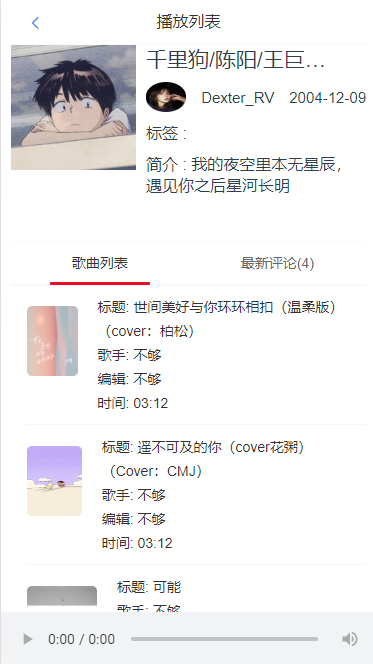 播放列表
千里狗/陈阳/王巨...
Dexter_RV 2004-12-09
标签 :
简介 : 我的夜空里本无星辰，
遇见你之后星河长明
歌曲列表 最新评论(4)
标题: 世间美好与你环环相扣（温柔版）
（cover：柏松）
歌手: 不够
编辑: 不够
时间: 03:12
标题: 遥不可及的你（cover花粥）
（Cover：CMJ）
歌手: 不够
编辑: 不够
时间: 03:12
标题: 可能
歌手: 不够
0:00 / 0:00